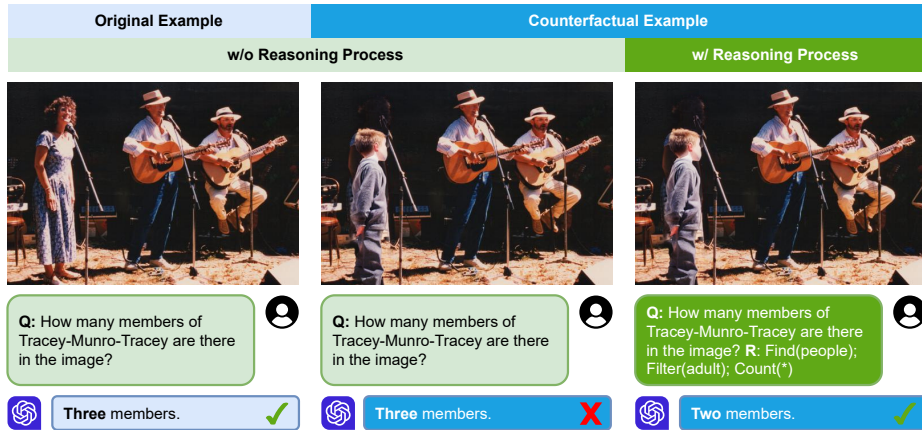 Original Example
Counterfactual Example
w/o Reasoning Process
w/ Reasoning Process
Q: How many members of
Tracey-Munro-Tracey are there
in the image?
Q: How many members of
Tracey-Munro-Tracey are there
in the image?
Q: How many members of
Tracey-Munro-Tracey are there
in the image? R: Find(people);
Filter(adult); Count(*)
Three members.
Three members.
Two members.